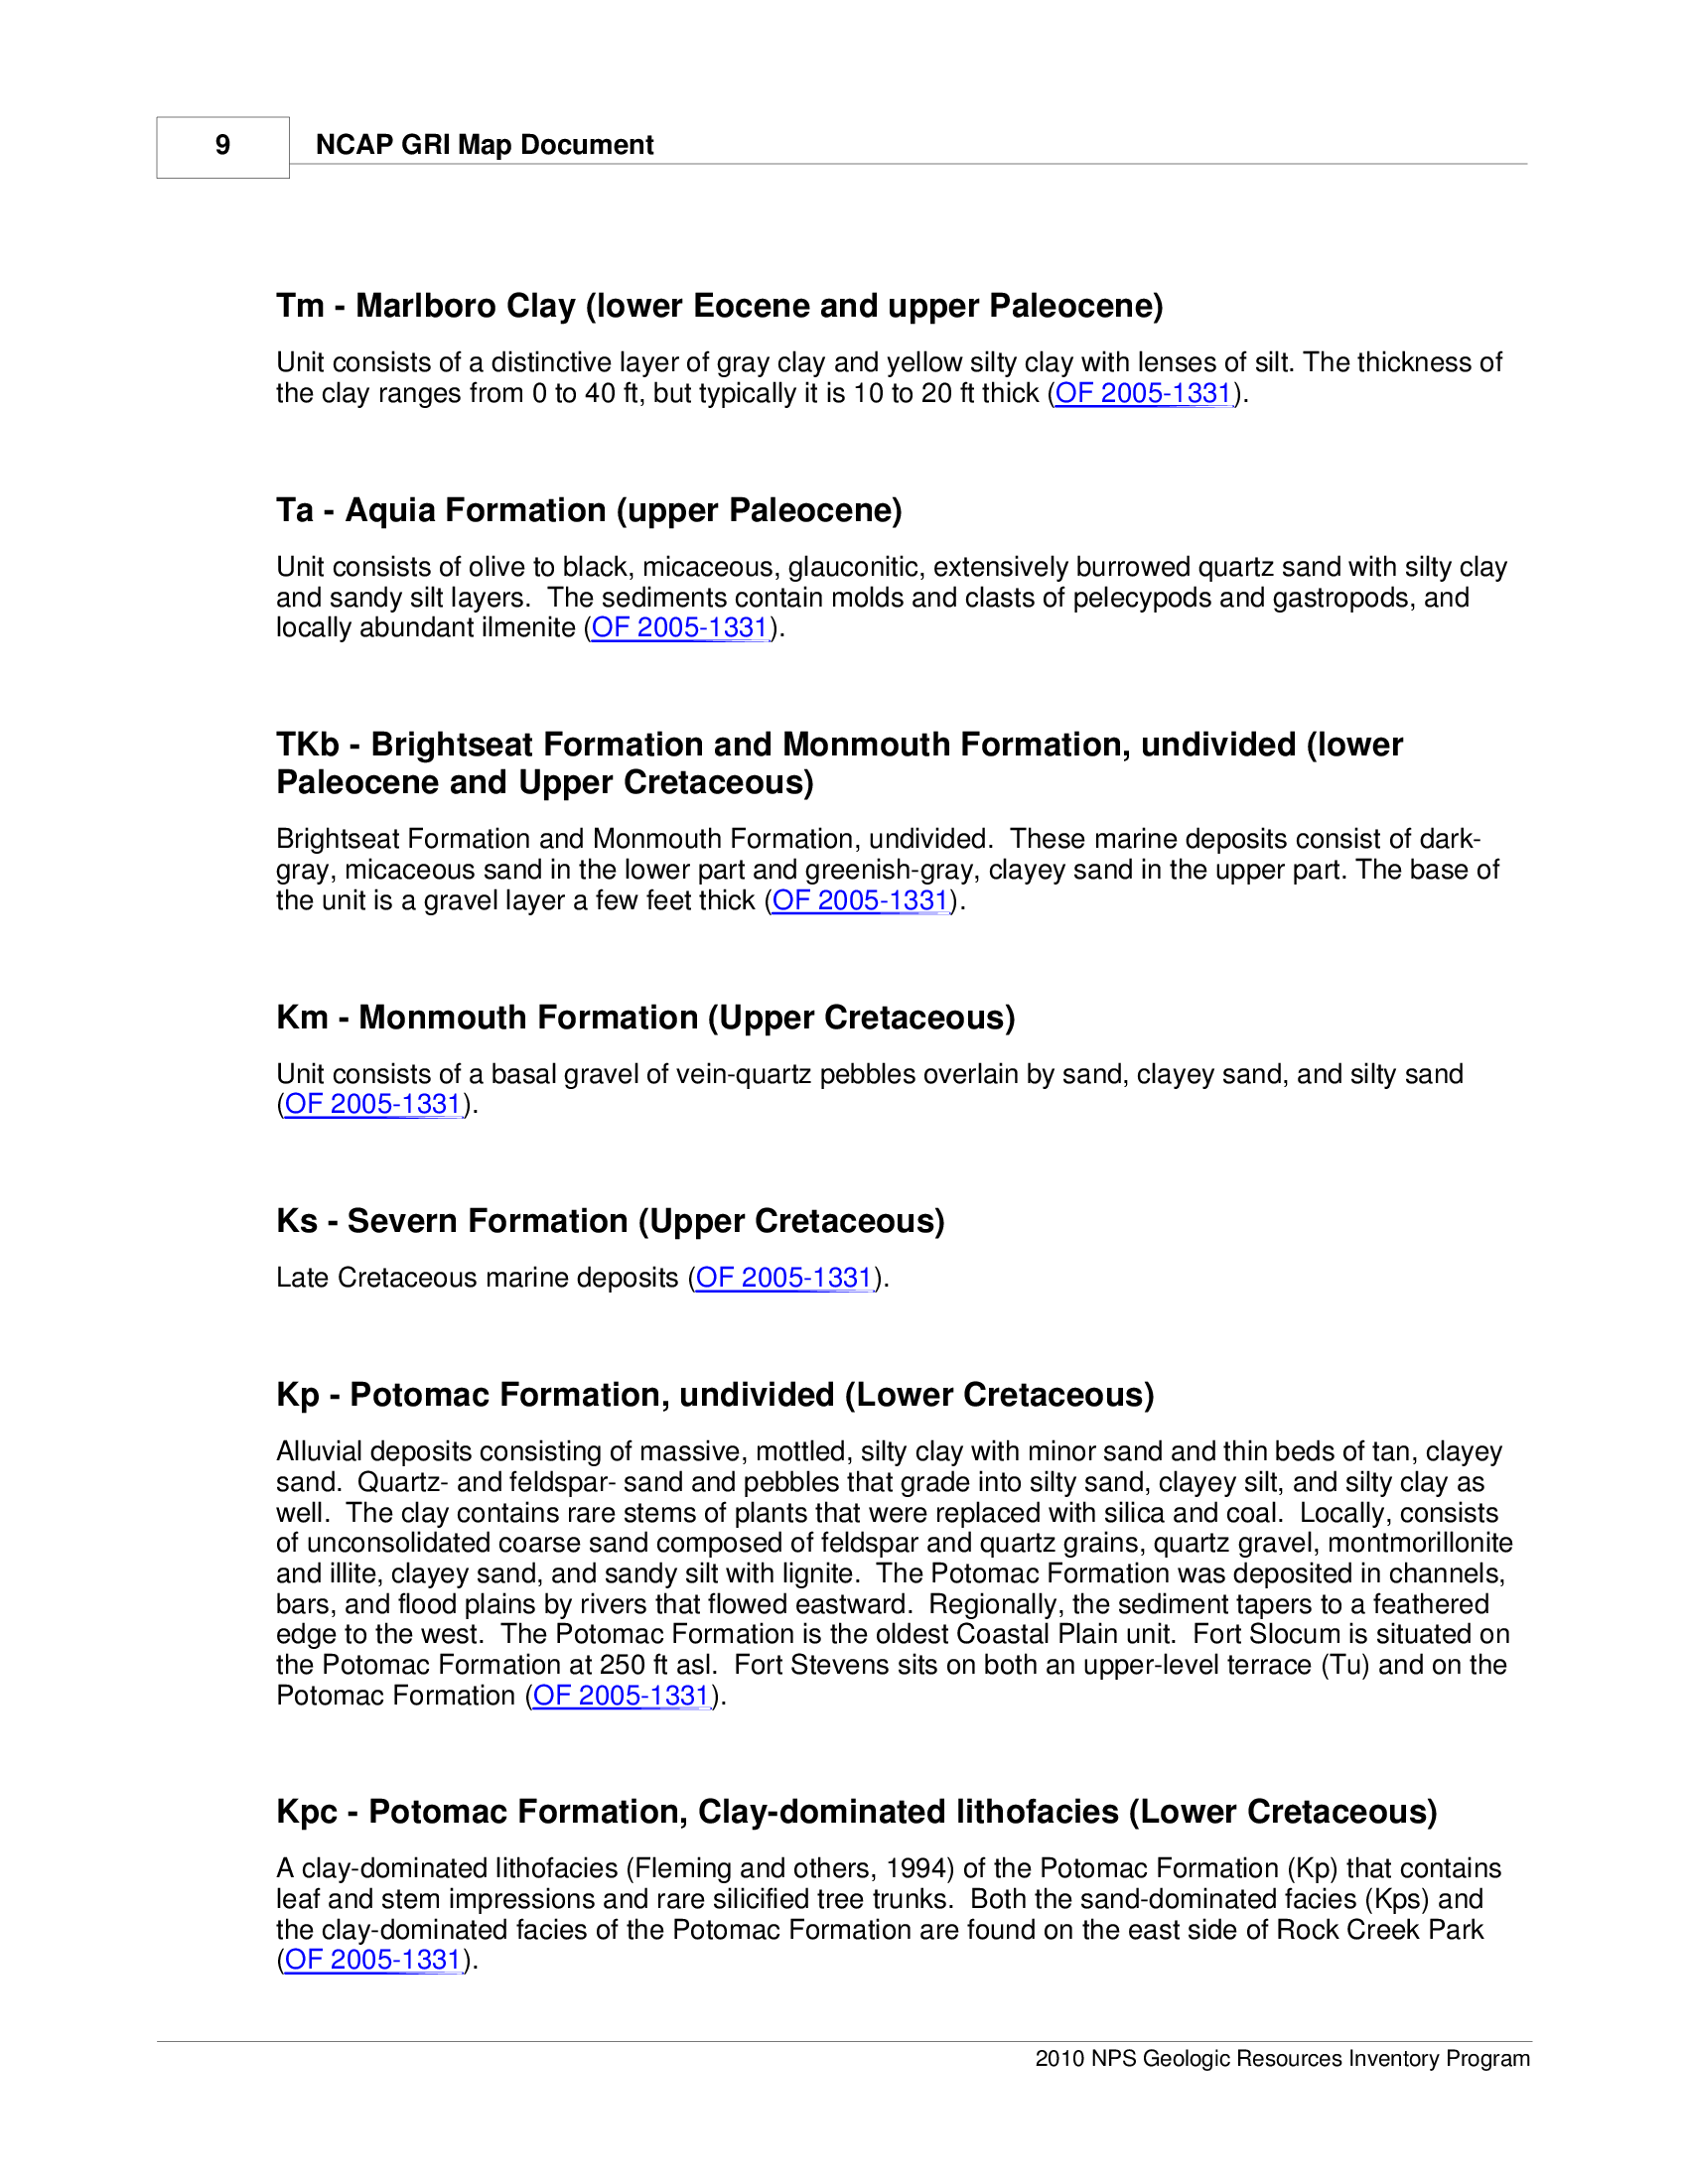 9
NCAP GRI Map Document
Tm - Marlboro Clay (lower Eocene and upper Paleocene)
Unit consists of a distinctive layer of gray clay and yellow silty clay with lenses of silt. The thickness of
the clay ranges from 0 to 40 ft, but typically it is 10 to 20 ft thick (OF 2005-1331).
Ta - Aquia Formation (upper Paleocene)
Unit consists of olive to black, micaceous, glauconitic, extensively burrowed quartz sand with silty clay
and sandy silt layers.  The sediments contain molds and clasts of pelecypods and gastropods, and
locally abundant ilmenite (OF 2005-1331).
TKb - Brightseat Formation and Monmouth Formation, undivided (lower
Paleocene and Upper Cretaceous)
Brightseat Formation and Monmouth Formation, undivided.  These marine deposits consist of dark-
gray, micaceous sand in the lower part and greenish-gray, clayey sand in the upper part. The base of
the unit is a gravel layer a few feet thick (OF 2005-1331).
Km - Monmouth Formation (Upper Cretaceous)
Unit consists of a basal gravel of vein-quartz pebbles overlain by sand, clayey sand, and silty sand
(OF 2005-1331).
Ks - Severn Formation (Upper Cretaceous)
Late Cretaceous marine deposits (OF 2005-1331).
Kp - Potomac Formation, undivided (Lower Cretaceous)
Alluvial deposits consisting of massive, mottled, silty clay with minor sand and thin beds of tan, clayey
sand.  Quartz- and feldspar- sand and pebbles that grade into silty sand, clayey silt, and silty clay as
well.  The clay contains rare stems of plants that were replaced with silica and coal.  Locally, consists
of unconsolidated coarse sand composed of feldspar and quartz grains, quartz gravel, montmorillonite
and illite, clayey sand, and sandy silt with lignite.  The Potomac Formation was deposited in channels,
bars, and flood plains by rivers that flowed eastward.  Regionally, the sediment tapers to a feathered
edge to the west.  The Potomac Formation is the oldest Coastal Plain unit.  Fort Slocum is situated on
the Potomac Formation at 250 ft asl.  Fort Stevens sits on both an upper-level terrace (Tu) and on the
Potomac Formation (OF 2005-1331).
Kpc - Potomac Formation, Clay-dominated lithofacies (Lower Cretaceous)
A clay-dominated lithofacies (Fleming and others, 1994) of the Potomac Formation (Kp) that contains
leaf and stem impressions and rare silicified tree trunks.  Both the sand-dominated facies (Kps) and
the clay-dominated facies of the Potomac Formation are found on the east side of Rock Creek Park
(OF 2005-1331).
2010 NPS Geologic Resources Inventory Program